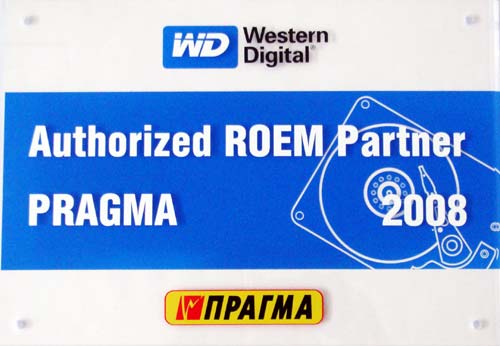 WD Western
Digital®
Authorized ROEM Partner
PRAGMA 2008
ПРАГМА